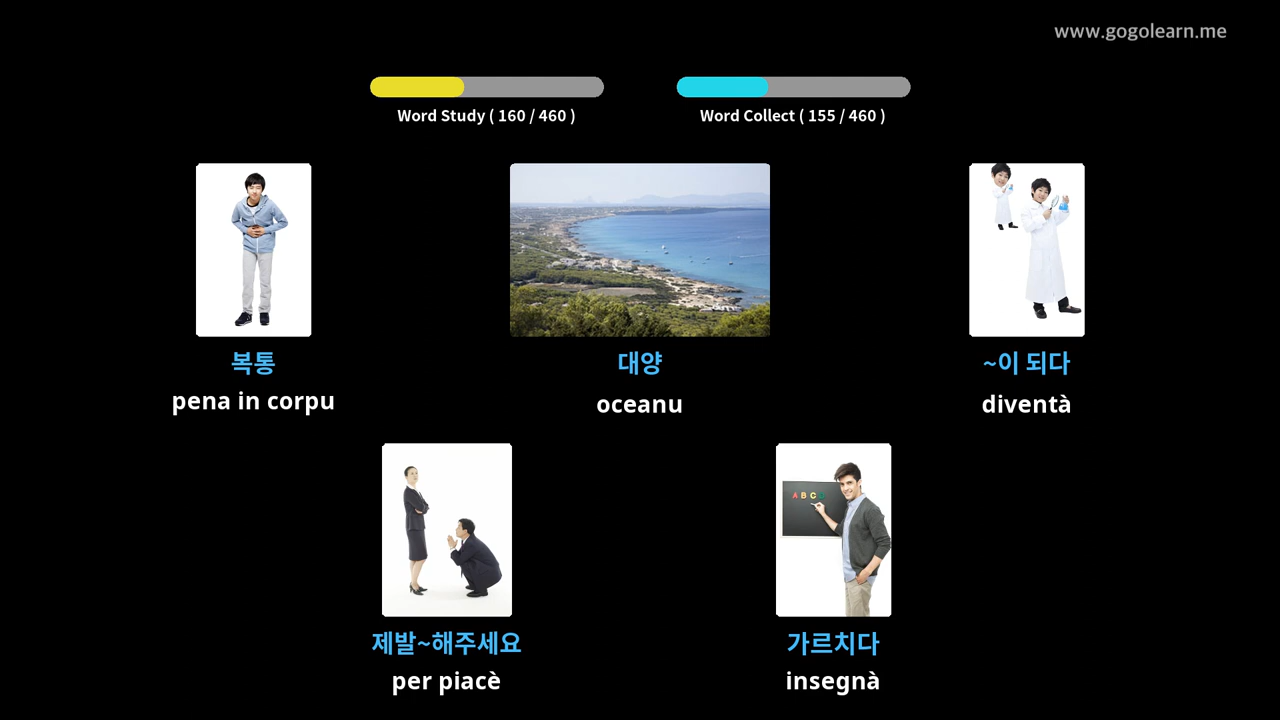 www.gogolearn.me
Word Study ( 160 / 460 )
Word Collect ( 155 / 460 )
복통
pena in corpu
대양
oceanu
~이 되다
diventà
A B C D
제발~해주세요
per piacè
가르치다
insegnà